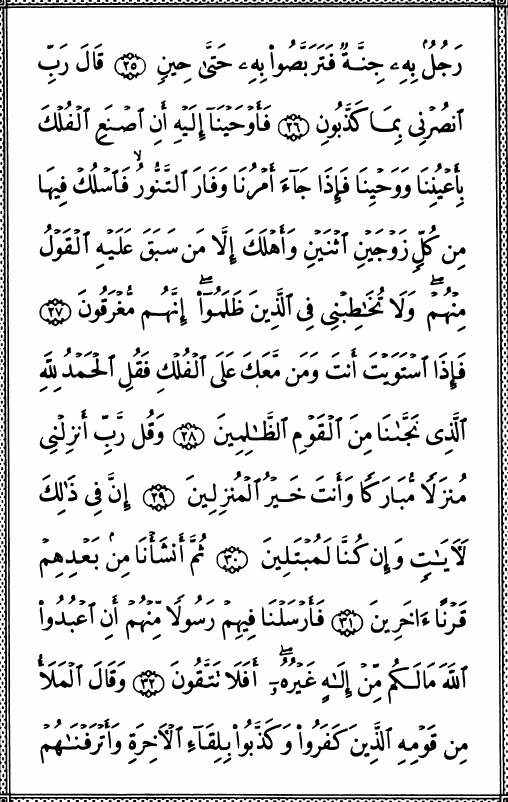 رَجُلٌۢ بِهِۦ جِنَّةٌ فَتَرَبَّصُوا۟ بِهِۦ حَتَّىٰ حِينٍ ۝٢٥ قَالَ رَبِّ
ٱنصُرْنِى بِمَا كَذَّبُونِ ۝٢٦ فَأَوْحَيْنَآ إِلَيْهِ أَنِ ٱصْنَعِ ٱلْفُلْكَ
بِأَعْيُنِنَا وَوَحْيِنَا فَإِذَا جَآءَ أَمْرُنَا وَفَارَ ٱلتَّنُّورُ ۙ فَٱسْلُكْ فِيهَا
مِن كُلٍّ زَوْجَيْنِ ٱثْنَيْنِ وَأَهْلَكَ إِلَّا مَن سَبَقَ عَلَيْهِ ٱلْقَوْلُ
مِنْهُمْ ۖ وَلَا تُخَٰطِبْنِى فِى ٱلَّذِينَ ظَلَمُوٓا۟ ۖ إِنَّهُم مُّغْرَقُونَ ۝٢٧
فَإِذَا ٱسْتَوَيْتَ أَنتَ وَمَن مَّعَكَ عَلَى ٱلْفُلْكِ فَقُلِ ٱلْحَمْدُ لِلَّهِ
ٱلَّذِى نَجَّىٰنَا مِنَ ٱلْقَوْمِ ٱلظَّٰلِمِينَ ۝٢٨ وَقُل رَّبِّ أَنزِلْنِى
مُنزَلًا مُّبَارَكًا وَأَنتَ خَيْرُ ٱلْمُنزِلِينَ ۝٢٩ إِنَّ فِى ذَٰلِكَ
لَءَايَٰتٍ وَإِن كُنَّا لَمُبْتَلِينَ ۝٣٠ ثُمَّ أَنشَأْنَا مِنۢ بَعْدِهِمْ
قَرْنًا ءَاخَرِينَ ۝٣١ فَأَرْسَلْنَا فِيهِمْ رَسُولًا مِّنْهُمْ أَنِ ٱعْبُدُوا۟
ٱللَّهَ مَا لَكُم مِّنْ إِلَٰهٍ غَيْرُهُۥٓ ۖ أَفَلَا تَتَّقُونَ ۝٣٢ وَقَالَ ٱلْمَلَأُ
مِن قَوْمِهِ ٱلَّذِينَ كَفَرُوا۟ وَكَذَّبُوا۟ بِلِقَآءِ ٱلْءَاخِرَةِ وَأَتْرَفْنَٰهُمْ